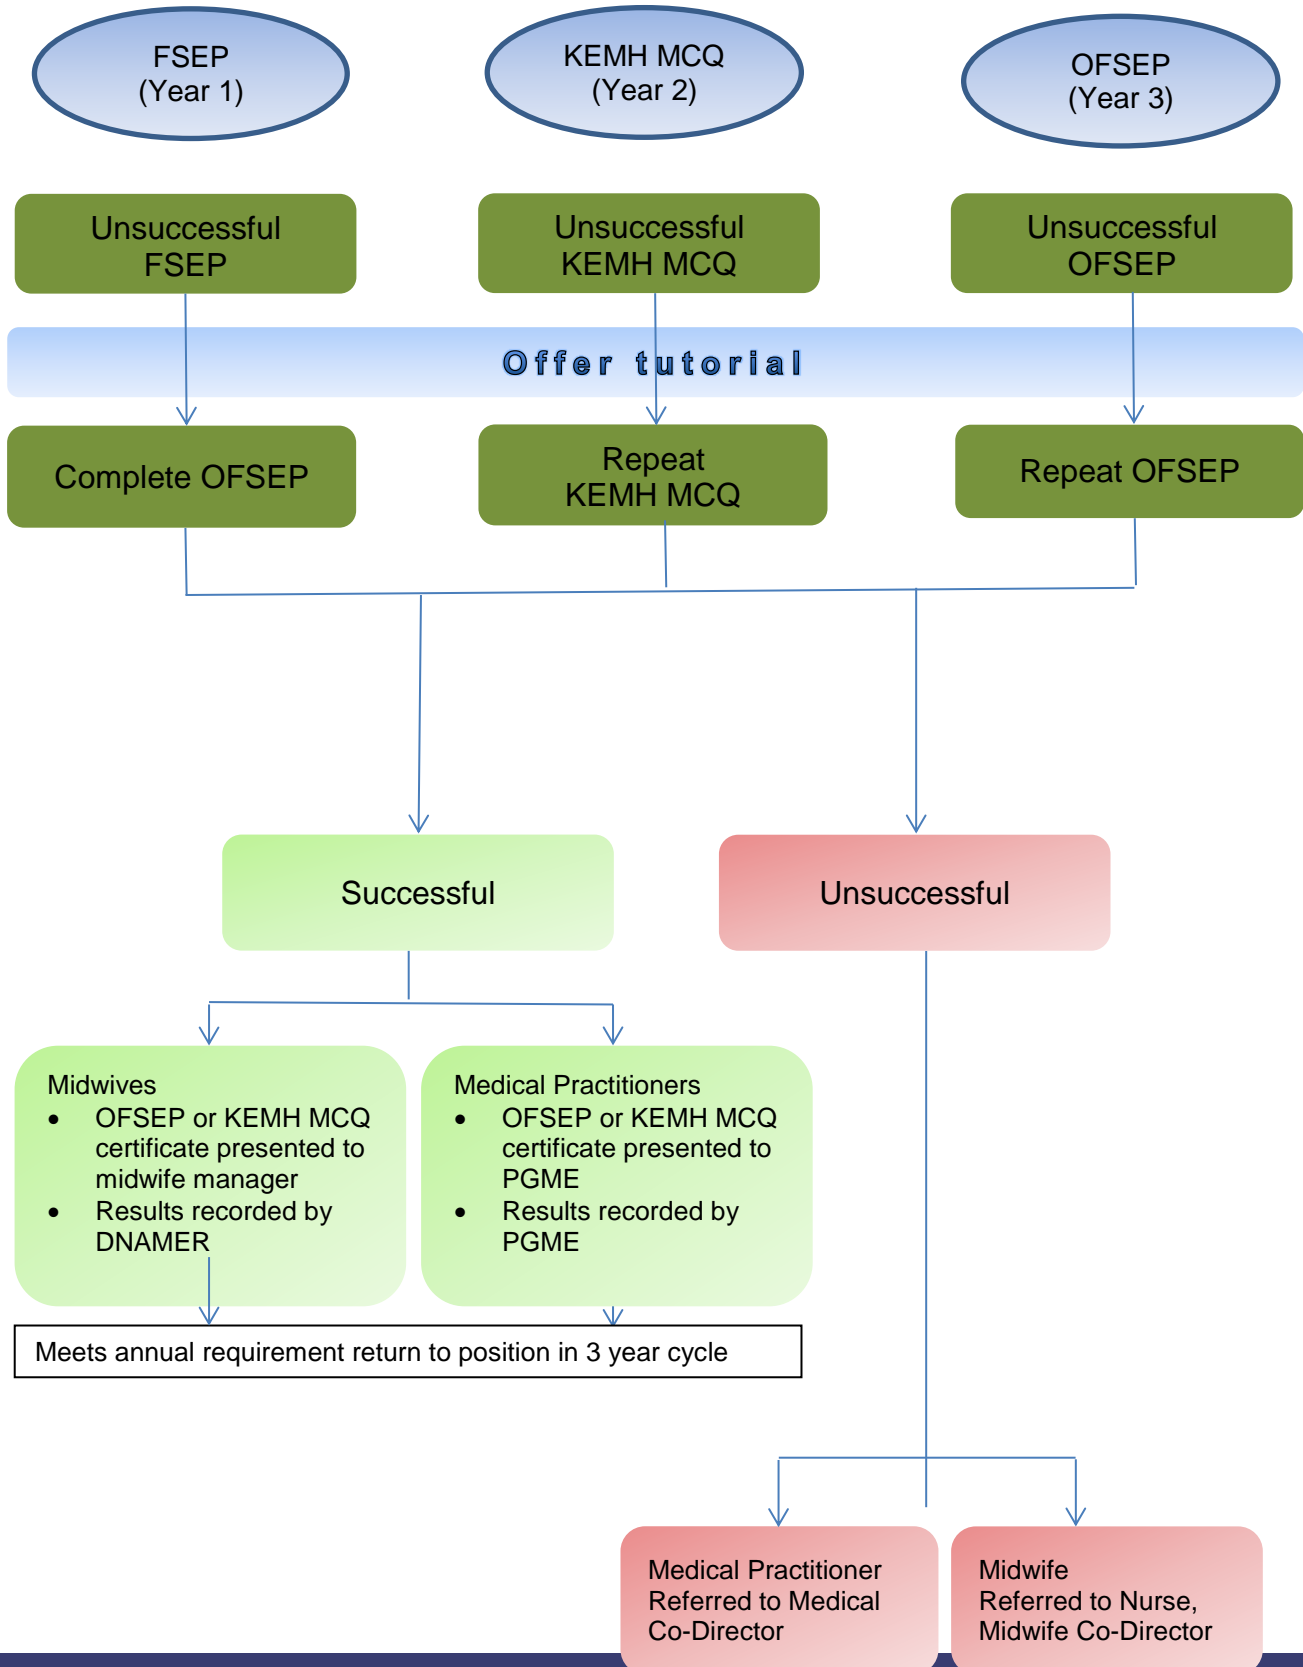 FSEP
(Year 1)
KEMH MCQ
(Year 2)
OFSEP
(Year 3)
Unsuccessful
FSEP
Unsuccessful
KEMH MCQ
Unsuccessful
OFSEP
Offer tutorial
Complete OFSEP
Repeat
KEMH MCQ
Repeat OFSEP
Successful
Unsuccessful
Midwives
• OFSEP or KEMH MCQ
certificate presented to
midwife manager
• Results recorded by
DNAMER
Medical Practitioners
• OFSEP or KEMH MCQ
certificate presented to
PGME
• Results recorded by
PGME
Meets annual requirement return to position in 3 year cycle
Medical Practitioner
Referred to Medical
Co-Director
Midwife
Referred to Nurse,
Midwife Co-Director